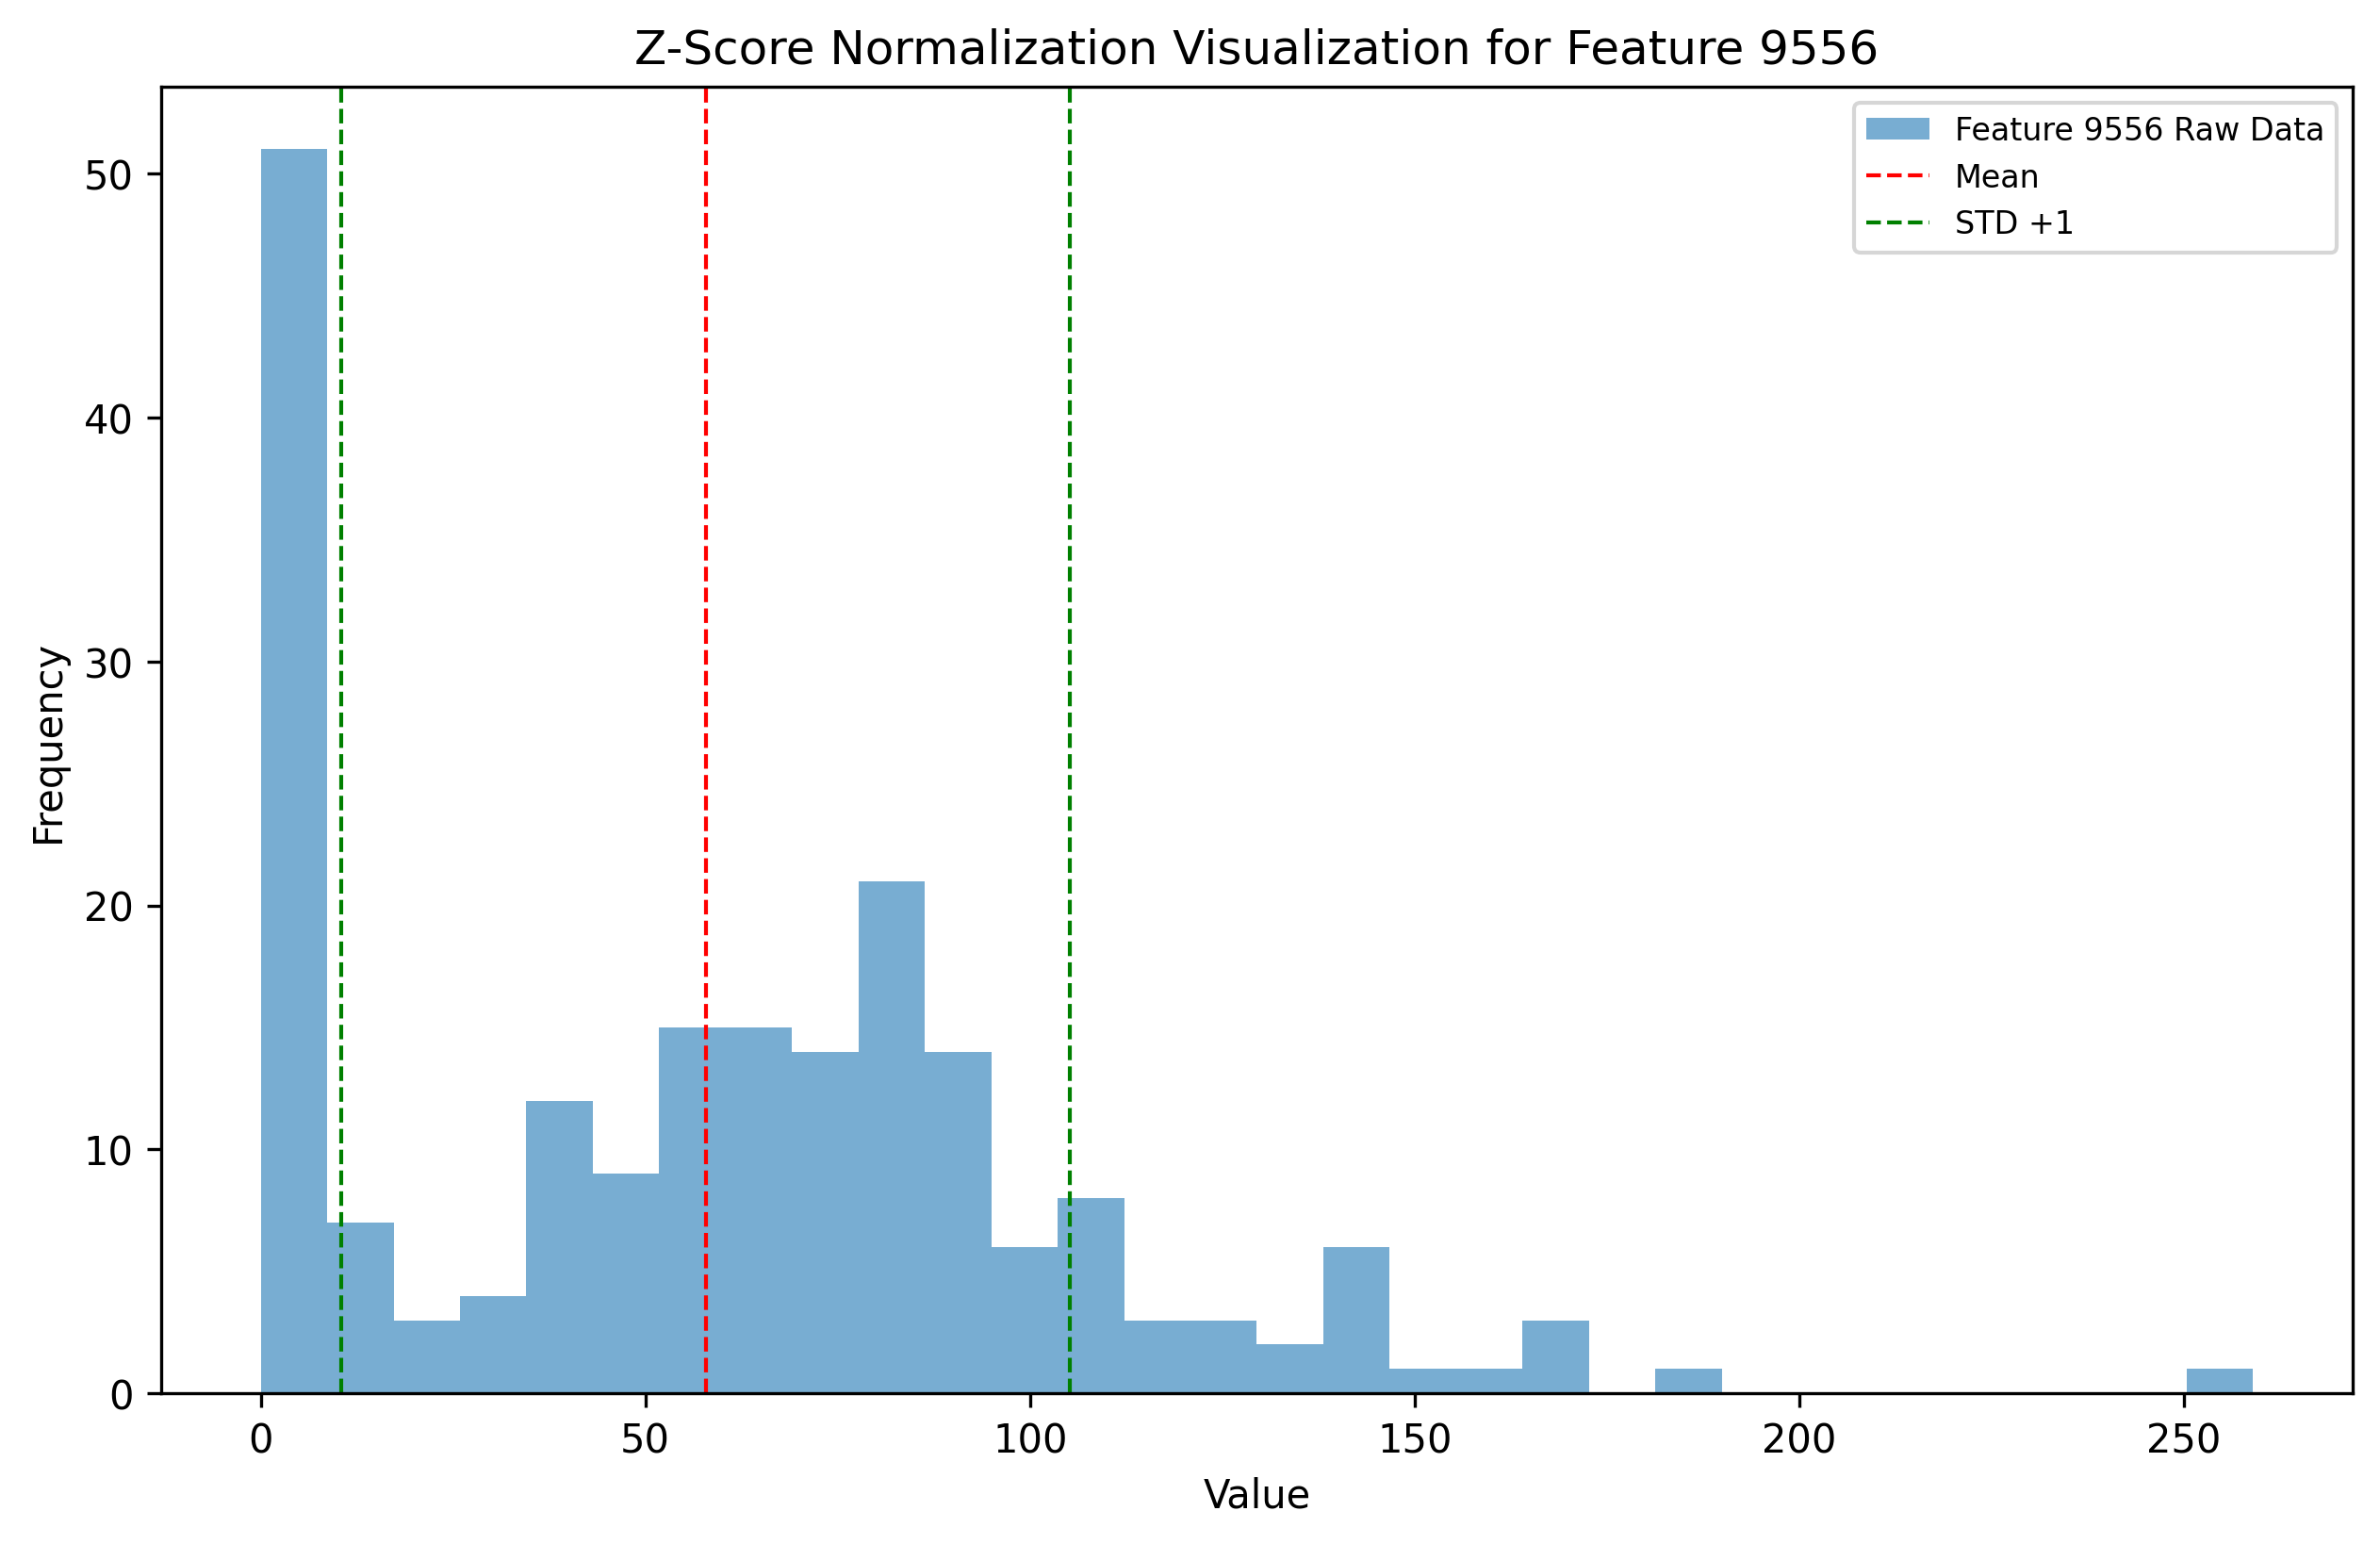 Z-Score Normalization Visualization for Feature 9556
Feature 9556 Raw Data
Mean
STD +1
Frequency
50
40
30
20
10
0
0 50 100 150 200 250
Value